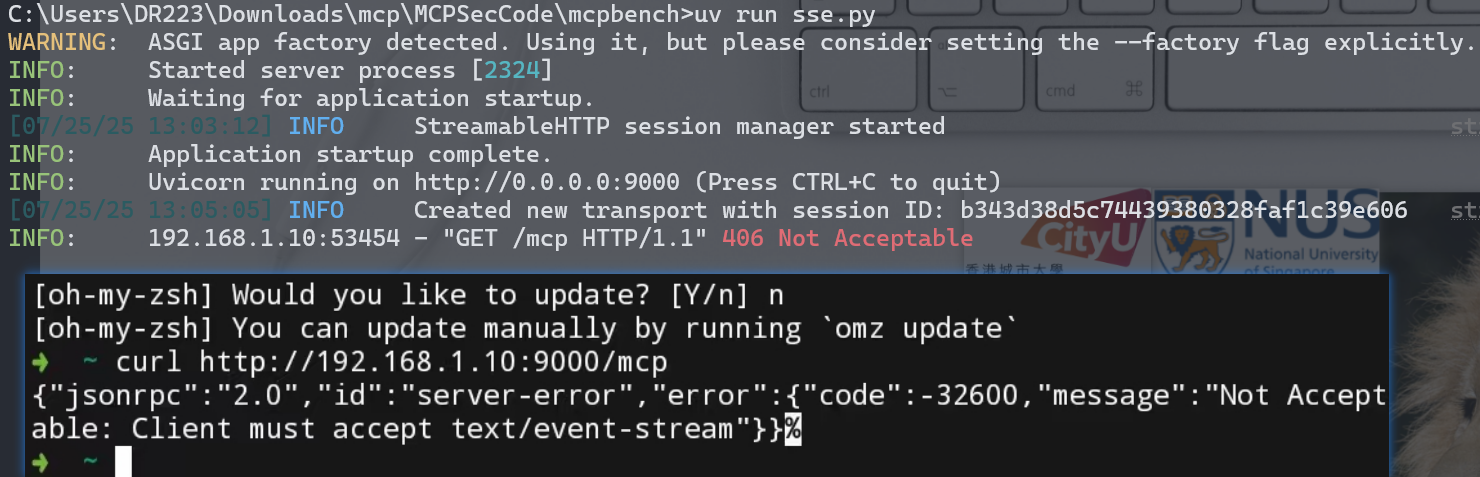 C:\Users\DR223\Downloads\mcp\MCPSecCode\mcpbench>uv run sse.py
WARNING:  ASGI app factory detected. Using it, but please consider setting the --factory flag explicitly.
INFO:     Started server process [2324]
INFO:     Waiting for application startup.
[07/25/25 13:03:12] INFO     StreamableHTTP session manager started     st
INFO:     Application startup complete.
INFO:     Uvicorn running on http://0.0.0.0:9000 (Press CTRL+C to quit)
[07/25/25 13:05:05] INFO     Created new transport with session ID: b343d38d5c74439380328faf1c39e606     st
INFO:     192.168.1.10:53454 - "GET /mcp HTTP/1.1" 406 Not Acceptable
ctrl
cmd ⌘
CityU
香港城市大學
NUS
National University
of Singapore
[oh-my-zsh] Would you like to update? [Y/n] n
[oh-my-zsh] You can update manually by running `omz update`
➜  ~ curl http://192.168.1.10:9000/mcp
{"jsonrpc":"2.0","id":"server-error","error":{"code":-32600,"message":"Not Accept
able: Client must accept text/event-stream"}}%
➜  ~